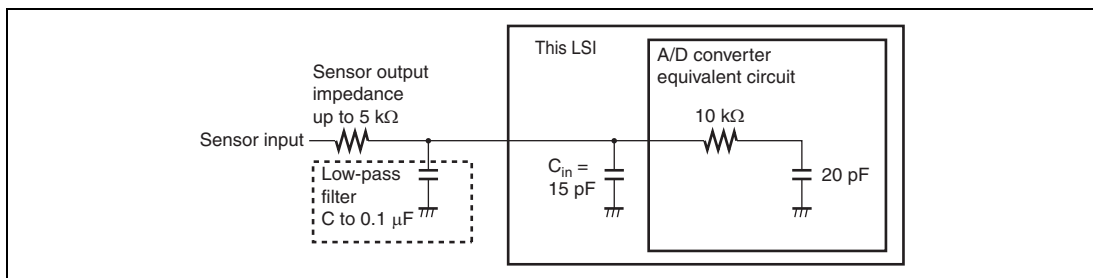 This LSI
A/D converter
equivalent circuit
Sensor output
impedance
up to 5 kΩ
10 kΩ
Sensor input
Low-pass
filter
C to 0.1 μF
Cin =
15 pF
20 pF